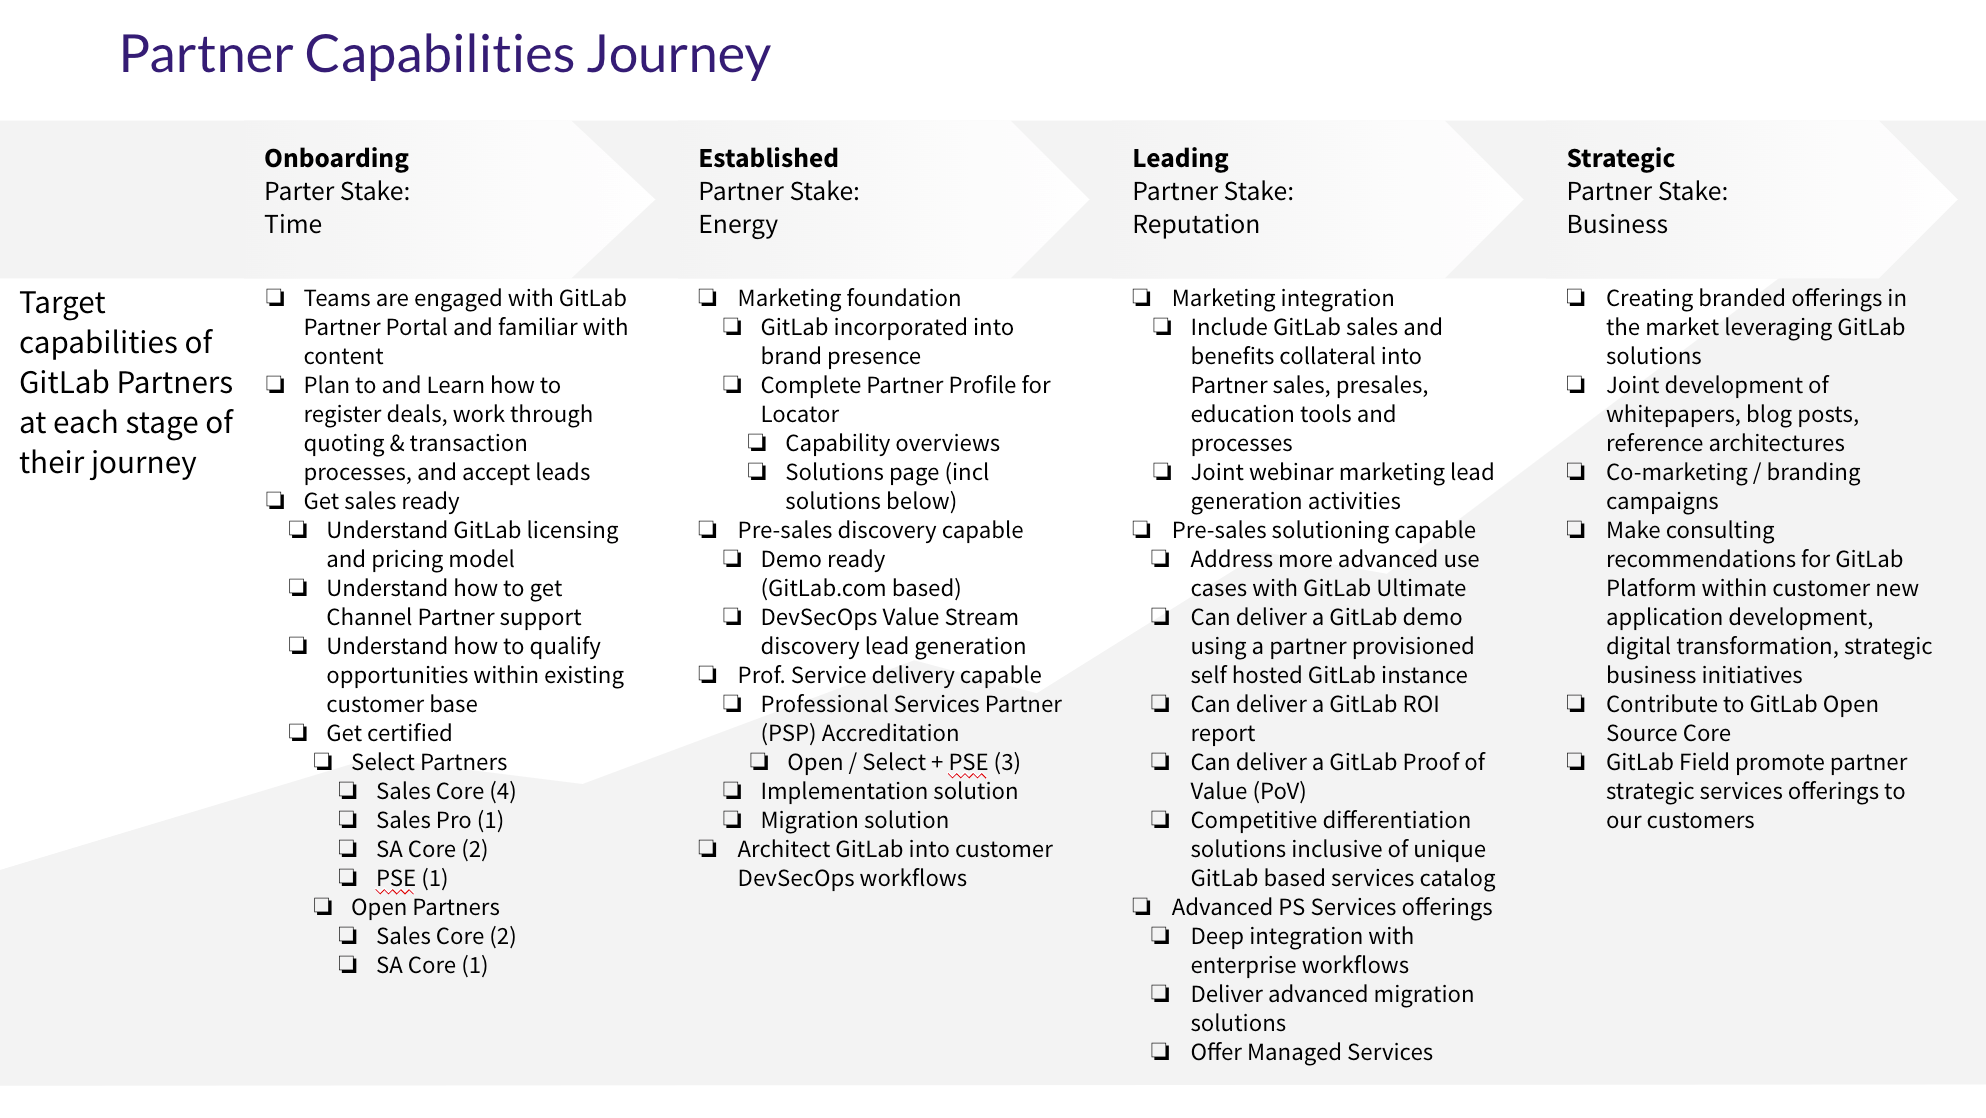 Partner Capabilities Journey
Onboarding
Parter Stake:
Time
Established
Partner Stake:
Energy
Leading
Partner Stake:
Reputation
Strategic
Partner Stake:
Business
Target
capabilities of
GitLab Partners
at each stage of
their journey
❏ Teams are engaged with GitLab
Partner Portal and familiar with
content
❏ Plan to and Learn how to
register deals, work through
quoting & transaction
processes, and accept leads
❏ Get sales ready
❏ Understand GitLab licensing
and pricing model
❏ Understand how to get
Channel Partner support
❏ Understand how to qualify
opportunities within existing
customer base
❏ Get certified
❏ Select Partners
❏ Sales Core (4)
❏ Sales Pro (1)
❏ SA Core (2)
❏ PSE (1)
❏ Open Partners
❏ Sales Core (2)
❏ SA Core (1)
❏ Marketing foundation
❏ GitLab incorporated into
brand presence
❏ Complete Partner Profile for
Locator
❏ Capability overviews
❏ Solutions page (incl
solutions below)
❏ Pre-sales discovery capable
❏ Demo ready
(GitLab.com based)
❏ DevSecOps Value Stream
discovery lead generation
❏ Prof. Service delivery capable
❏ Professional Services Partner
(PSP) Accreditation
❏ Open / Select + PSE (3)
❏ Implementation solution
❏ Migration solution
❏ Architect GitLab into customer
DevSecOps workflows
❏ Marketing integration
❏ Include GitLab sales and
benefits collateral into
Partner sales, presales,
education tools and
processes
❏ Joint webinar marketing lead
generation activities
❏ Pre-sales solutioning capable
❏ Address more advanced use
cases with GitLab Ultimate
❏ Can deliver a GitLab demo
using a partner provisioned
self hosted GitLab instance
❏ Can deliver a GitLab ROI
report
❏ Can deliver a GitLab Proof of
Value (PoV)
❏ Competitive differentiation
solutions inclusive of unique
GitLab based services catalog
❏ Advanced PS Services offerings
❏ Deep integration with
enterprise workflows
❏ Deliver advanced migration
solutions
❏ Offer Managed Services
❏ Creating branded offerings in
the market leveraging GitLab
solutions
❏ Joint development of
whitepapers, blog posts,
reference architectures
❏ Co-marketing / branding
campaigns
❏ Make consulting
recommendations for GitLab
Platform within customer new
application development,
digital transformation, strategic
business initiatives
❏ Contribute to GitLab Open
Source Core
❏ GitLab Field promote partner
strategic services offerings to
our customers